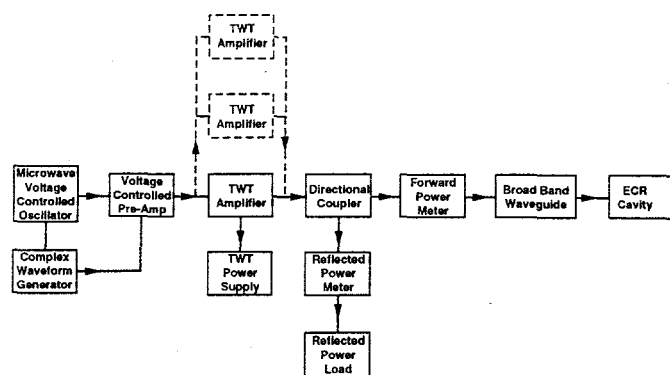 TWT
Amplifier
TWT
Amplifier
Microwave
Voltage
Controlled
Oscillator
Voltage
Controlled
Pre-Amp
TWT
Amplifier
Directional
Coupler
Forward
Power
Meter
Broad Band
Waveguide
ECR
Cavity
Complex
Waveform
Generator
TWT
Power
Supply
Reflected
Power
Meter
Reflected
Power
Load